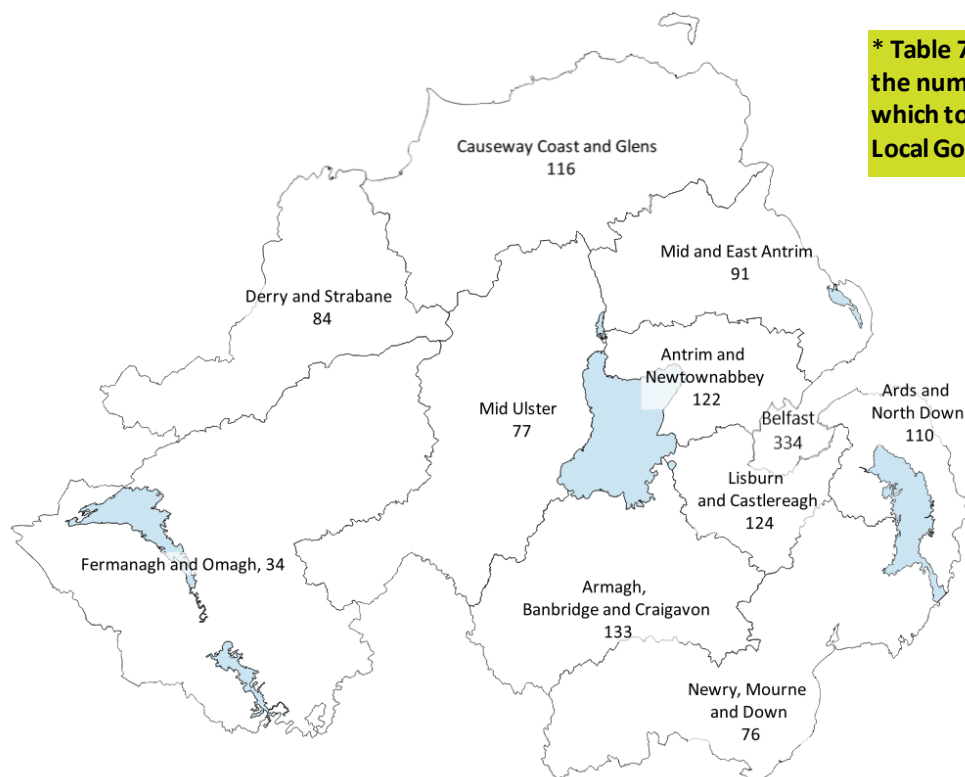 * Table 7
the num
which to
Local Go
Causeway Coast and Glens
116
Mid and East Antrim
91
Derry and Strabane
84
Antrim and
Newtownabbey
122
Ards and
North Down
110
Mid Ulster
77
Belfast
334
Lisburn
and Castlereagh
124
Fermanagh and Omagh, 34
Armagh,
Banbridge and Craigavon
133
Newry, Mourne
and Down
76